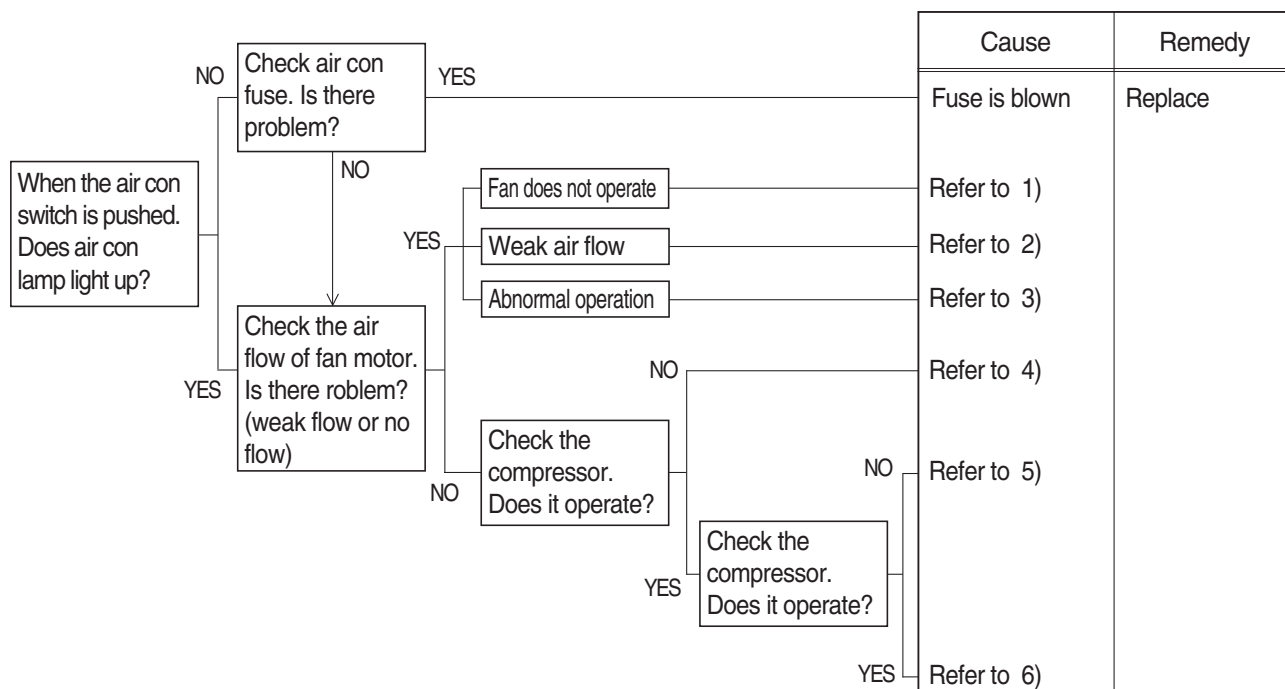 Cause
Remedy
NO
Check air con
fuse. Is there
problem?
YES
Fuse is blown
Replace
NO
When the air con
switch is pushed.
Does air con
lamp light up?
YES
Fan does not operate
Refer to 1)
Weak air flow
Refer to 2)
Abnormal operation
Refer to 3)
YES
Check the air
flow of fan motor.
Is there roblem?
(weak flow or no
flow)
NO
Refer to 4)
NO
Check the
compressor.
Does it operate?
NO
Refer to 5)
YES
Check the
compressor.
Does it operate?
YES
Refer to 6)